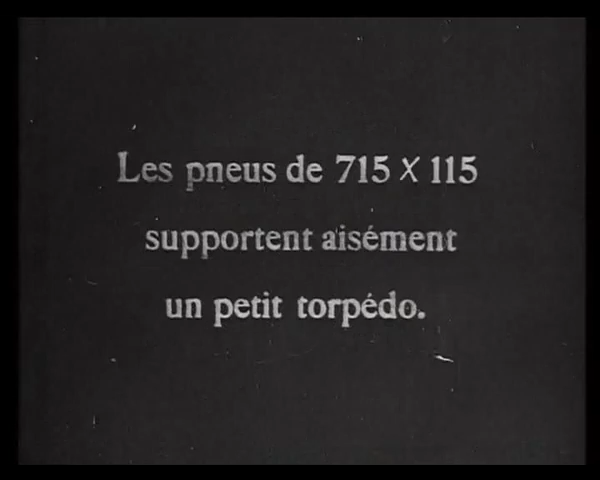 Les pneus de 715 X 115
supportent aisément
un petit torpédo.